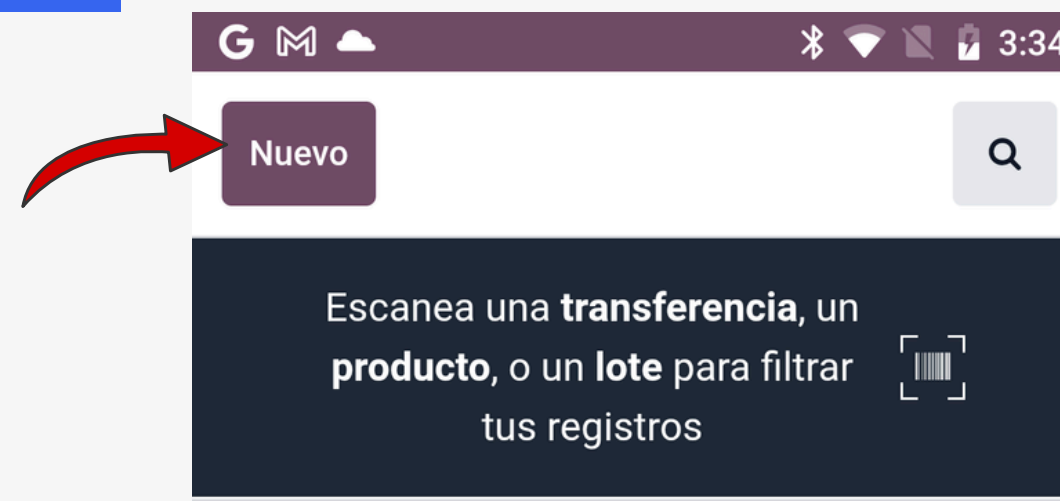 3:34
Nuevo
Escanea una transferencia, un
producto, o un lote para filtrar
tus registros